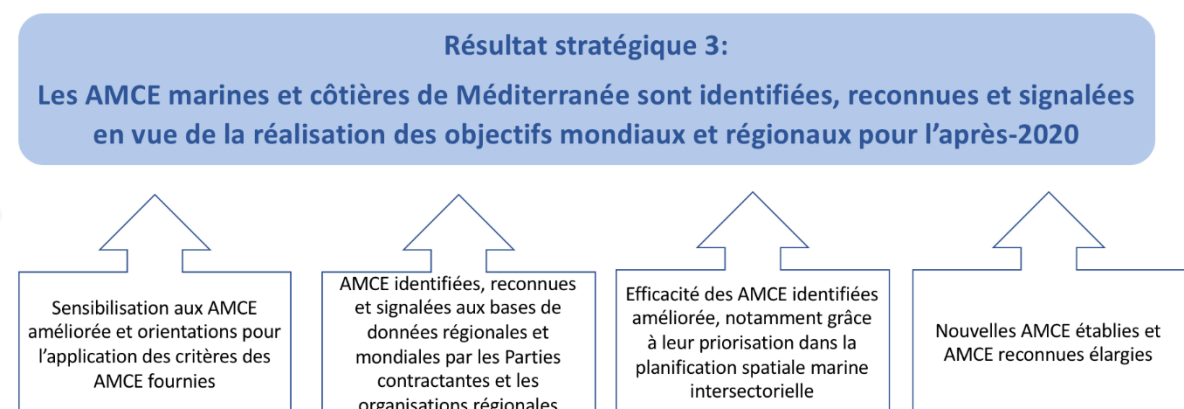 Résultat stratégique 3:
Les AMCE marines et côtières de Méditerranée sont identifiées, reconnues et signalées
en vue de la réalisation des objectifs mondiaux et régionaux pour l’après-2020
Sensibilisation aux AMCE
améliorée et orientations pour
l’application des critères des
AMCE fournies
AMCE identifiées, reconnues
et signalées aux bases de
données régionales et
mondiales par les Parties
contractantes et les
organisations régionales
Efficacité des AMCE identifiées
améliorée, notamment grâce
à leur priorisation dans la
planification spatiale marine
intersectorielle
Nouvelles AMCE établies et
AMCE reconnues élargies